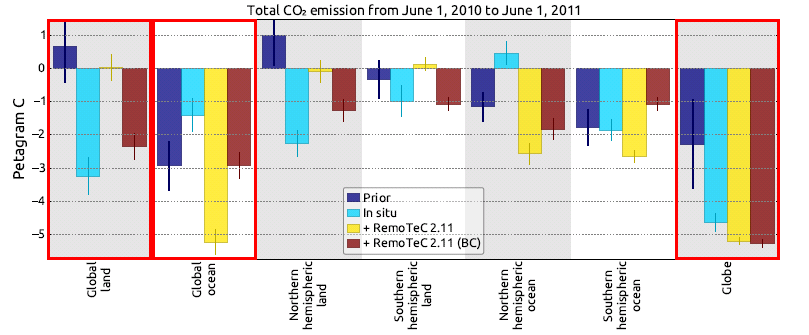 Total CO₂ emission from June 1, 2010 to June 1, 2011
Petagram C
1
0
−1
−2
−3
−4
−5
Prior
In situ
+ RemoTeC 2.11
+ RemoTeC 2.11 (BC)
Global
land
Global
ocean
Northern
hemispheric
land
Southern
hemispheric
land
Northern
hemispheric
ocean
Southern
hemispheric
ocean
Globe